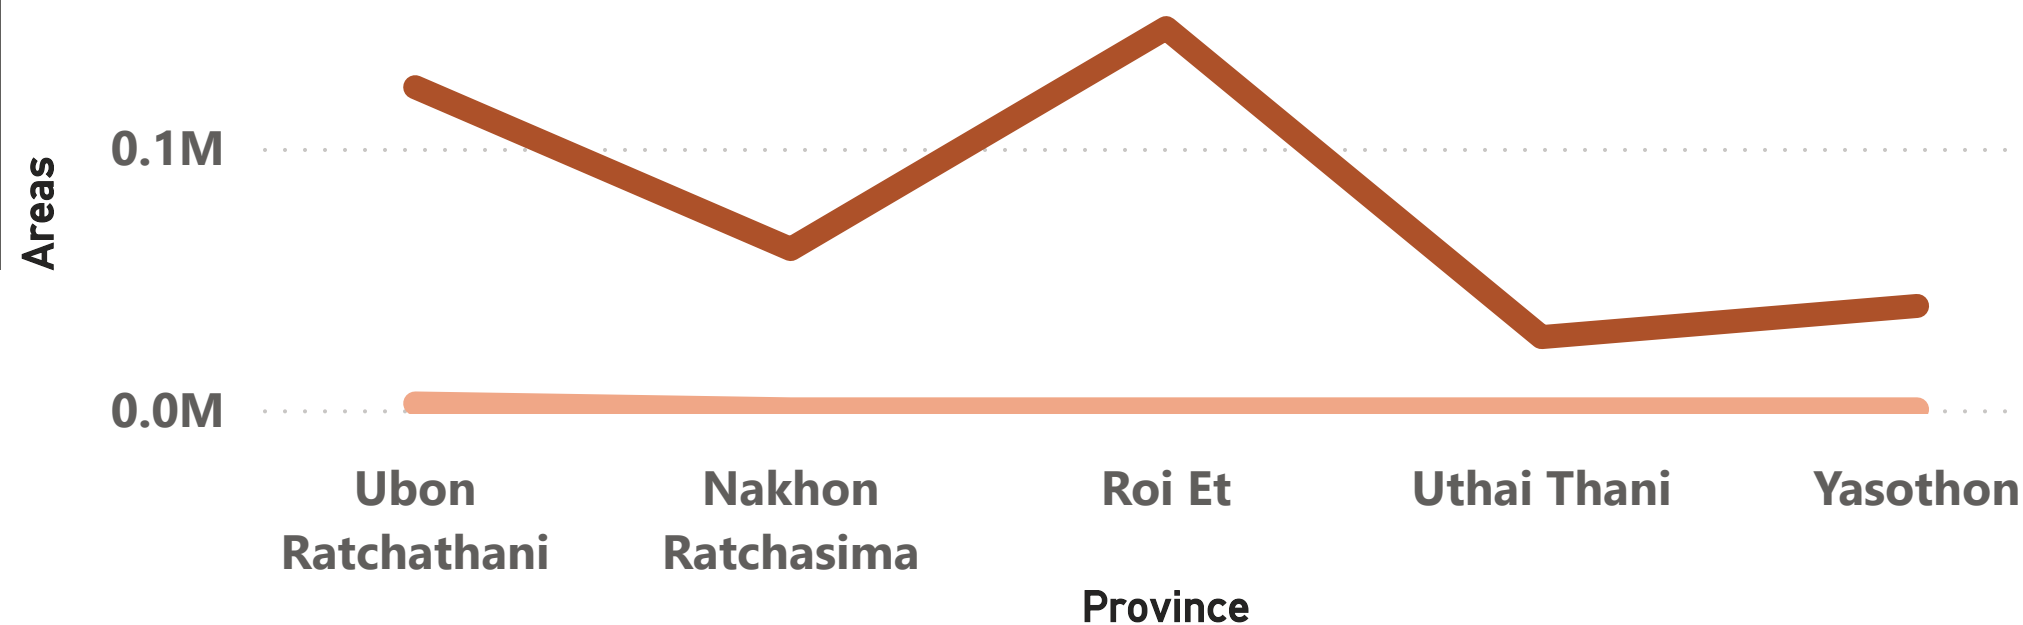 Areas
0.1M
0.0M
Ubon
Ratchathani
Nakhon
Ratchasima
Roi Et
Uthai Thani
Yasothon
Province